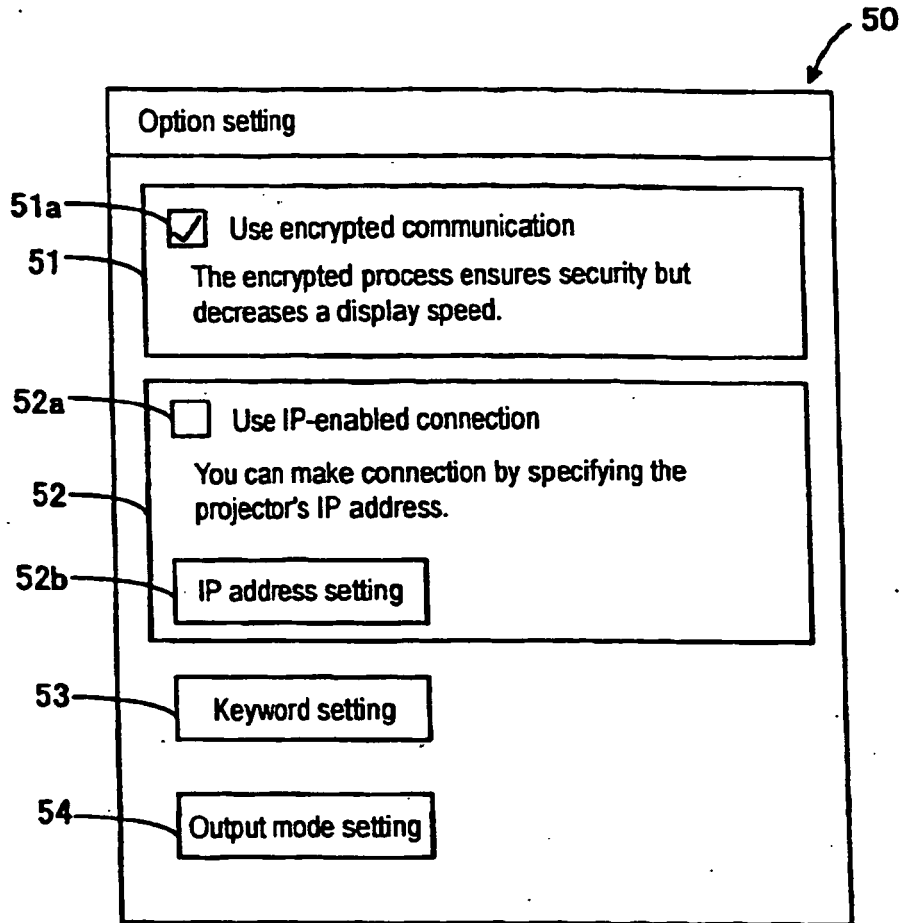 50
Option setting
51a
Use encrypted communication
51
The encrypted process ensures security but
decreases a display speed.
52a
Use IP-enabled connection
You can make connection by specifying the
52
projector's IP address.
52b
IP address setting
53
Keyword setting
54
Output mode setting